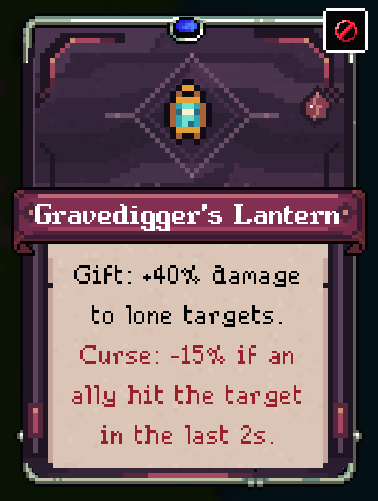 Gravedigger's Lantern
Gift: +40% damage
to lone targets.
Curse: -15% if an
ally hit the target
in the last 2s.